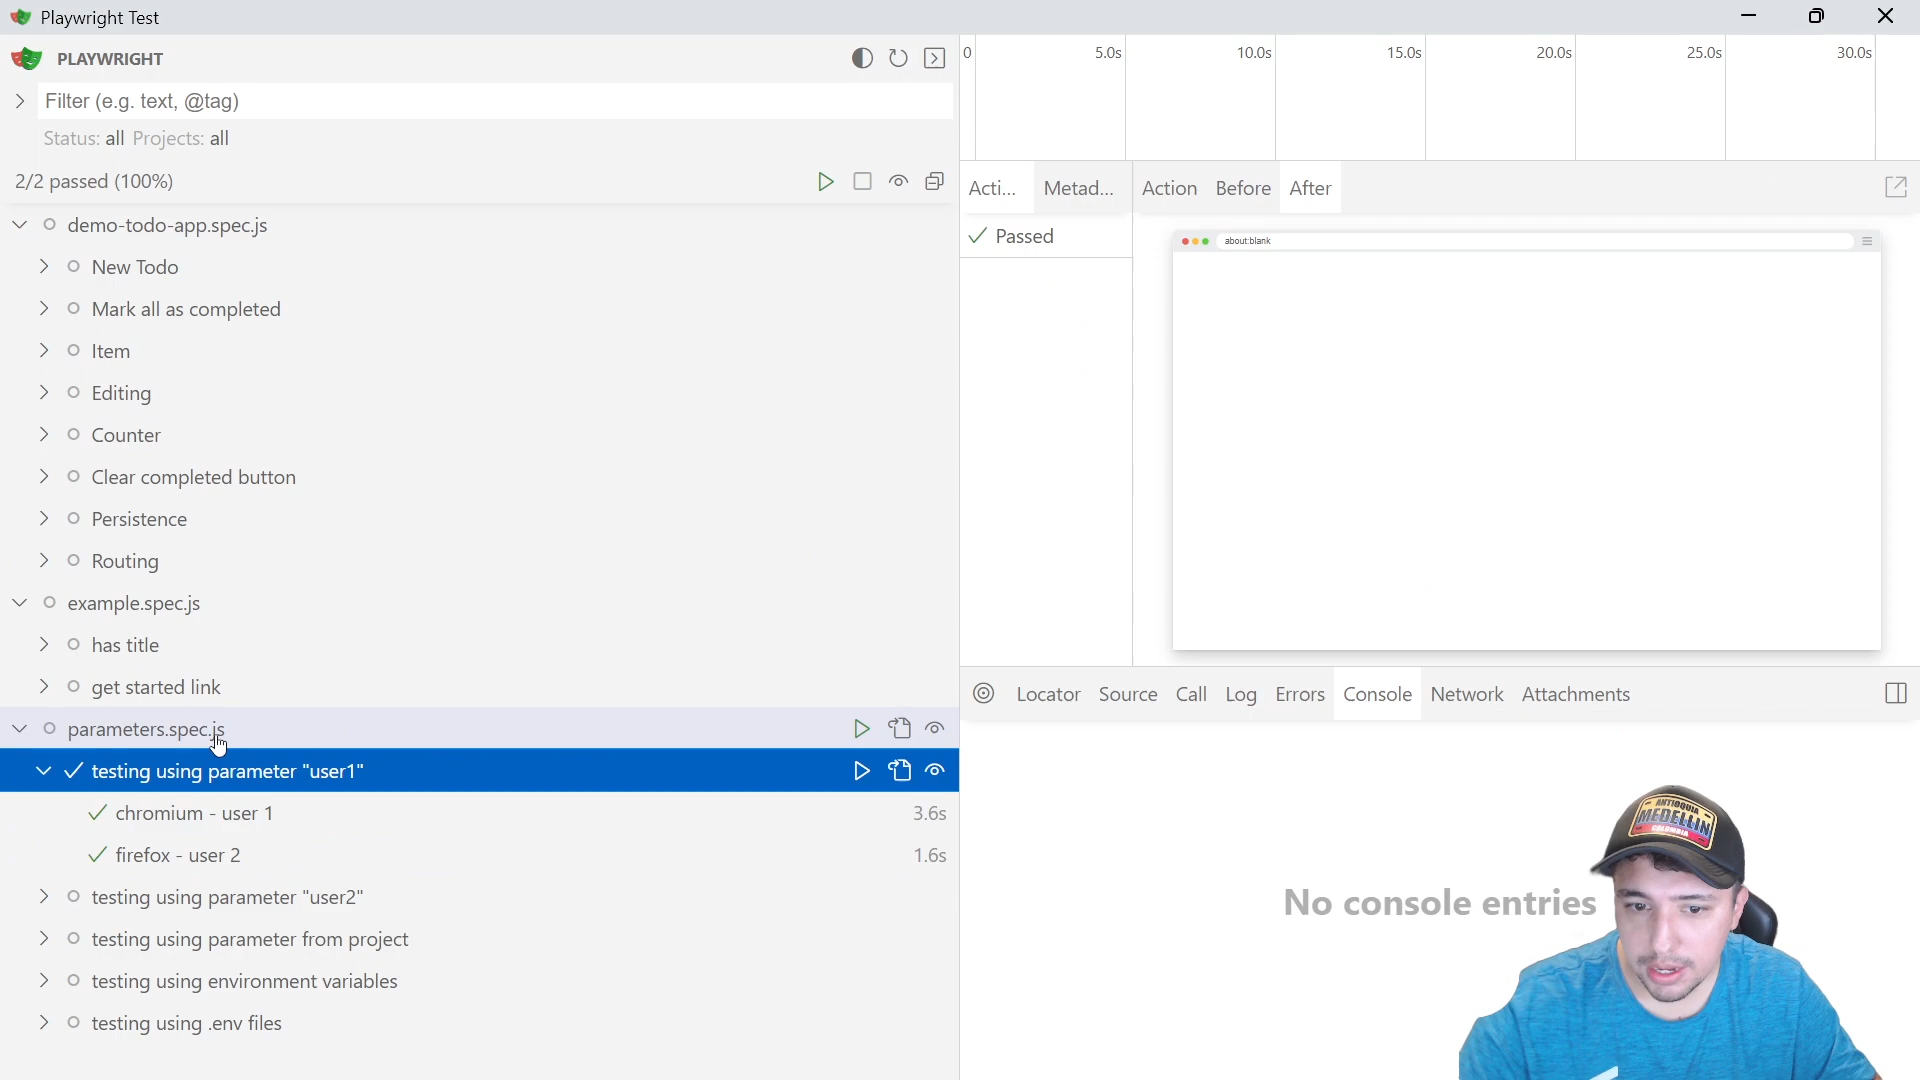 Playwright Test
PLAYWRIGHT
Filter (e.g. text, @tag)
Status: all Projects: all
2/2 passed (100%)
demo-todo-app.spec.js
New Todo
Mark all as completed
Item
Editing
Counter
Clear completed button
Persistence
Routing
example.spec.js
has title
get started link
parameters.spec.js
testing using parameter "user1"
chromium - user 1 3.6s
firefox - user 2 1.6s
testing using parameter "user2"
testing using parameter from project
testing using environment variables
testing using .env files
0 5.0s 10.0s 15.0s 20.0s 25.0s 30.0s
Acti... Metad... Action Before After
Passed
about:blank
Locator Source Call Log Errors Console Network Attachments
No console entries
ANTIOQUIA
MEDELLIN
COLOMBIA